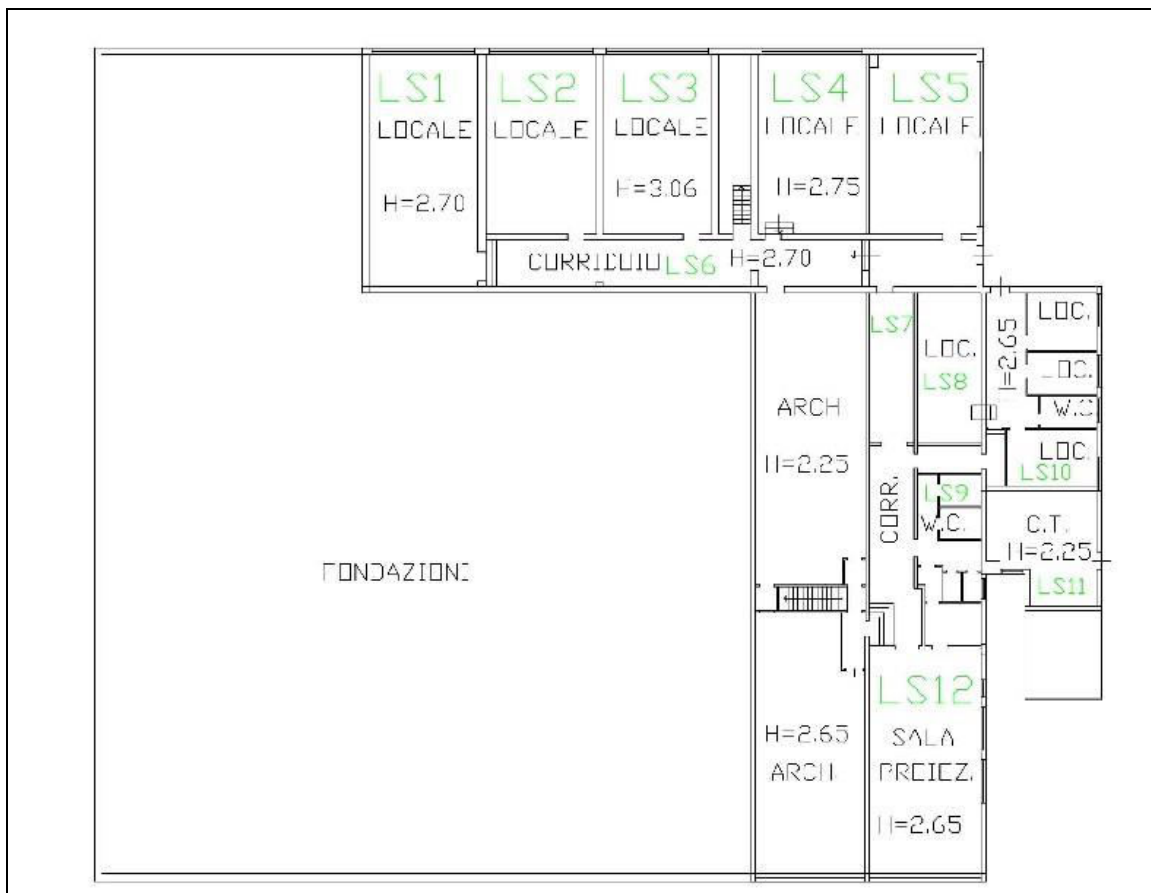 LS1
LOCALE
H=2.70
LS2
LOCALE
LS3
LOCALE
H=3.06
LS4
LOCALE
H=2.75
LS5
LOCALE
CORRIDOIO
LS6
H=2.70
LS7
LOC.
LS8
H=2.65
LOC.
LOC.
W.C.
LOC.
LS10
ARCH
H=2.25
CORR.
LS9
W.C.
C.T.
H=2.25
LS11
FONDAZIONI
H=2.65
ARCH.
LS12
SALA
PROIEZ.
H=2.65